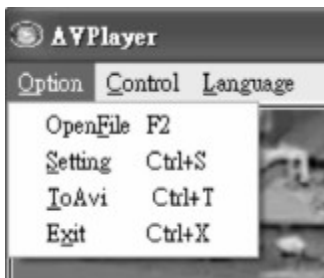 AVPlayer
Option Control Language
OpenFile F2
Setting Ctrl+S
ToAvi Ctrl+T
Exit Ctrl+X